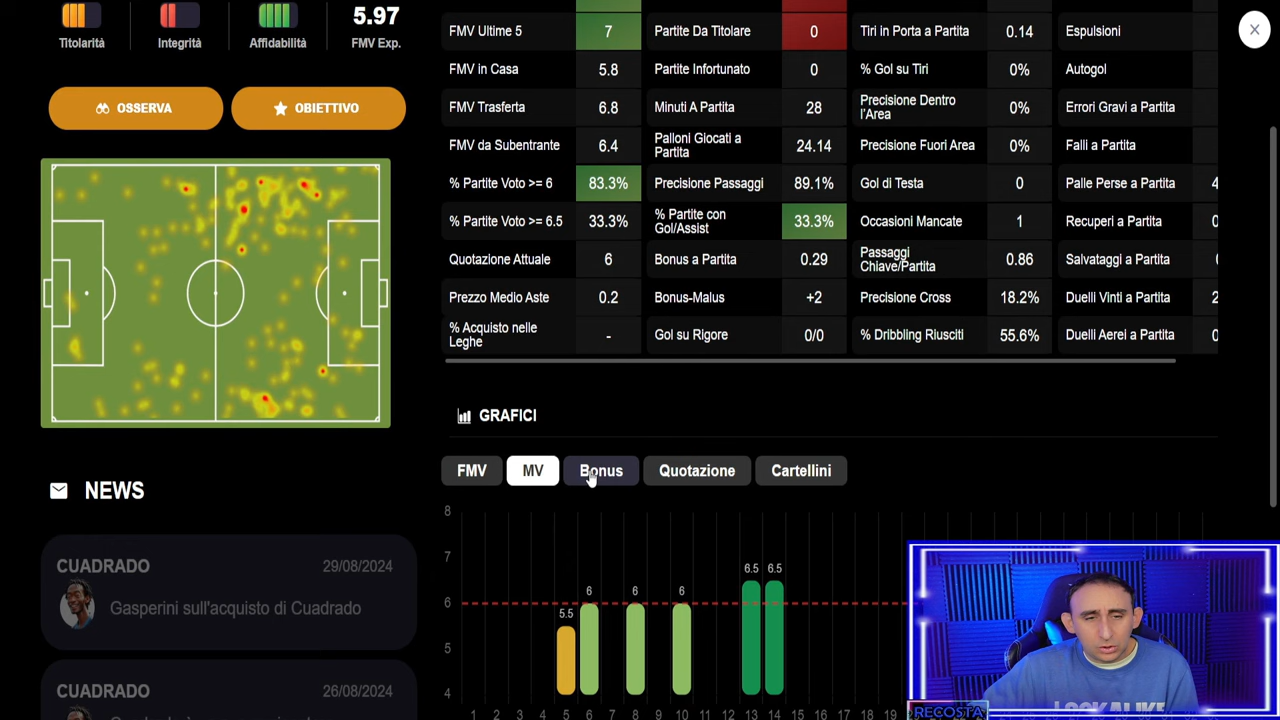 5.97
Titolarità
Integrità
Affidabilità
FMV Exp.
OSSERVA
OBIETTIVO
FMV Ultime 5
7
Partite Da Titolare
0
Tiri in Porta a Partita
0.14
Espulsioni
FMV in Casa
5.8
Partite Infortunato
0
% Gol su Tiri
0%
Autogol
FMV Trasferta
6.8
Minuti A Partita
28
Precisione Dentro
l'Area
0%
Errori Gravi a Partita
FMV da Subentrante
6.4
Palloni Giocati a
Partita
24.14
Precisione Fuori Area
0%
Falli a Partita
% Partite Voto >= 6
83.3%
Precisione Passaggi
89.1%
Gol di Testa
0
Palle Perse a Partita
4
% Partite Voto >= 6.5
33.3%
% Partite con
Gol/Assist
33.3%
Occasioni Mancate
1
Recuperi a Partita
Quotazione Attuale
6
Bonus a Partita
0.29
Passaggi
Chiave/Partita
0.86
Salvataggi a Partita
Prezzo Medio Aste
0.2
Bonus-Malus
+2
Precisione Cross
18.2%
Duelli Vinti a Partita
2
% Acquisto nelle
Leghe
-
Gol su Rigore
0/0
% Dribbling Riusciti
55.6%
Duelli Aerei a Partita
GRAFICI
FMV
MV
Bonus
Quotazione
Cartellini
NEWS
CUADRADO
29/08/2024
Gasperini sull'acquisto di Cuadrado
CUADRADO
26/08/2024
8
7
6
5
4
5.5
6
6
6
6.5
6.5
1 2 3 4 5 6 7 8 9 10 11 12 13 14 15 16 17 18 19
RECOSTA
LOOKALIKE